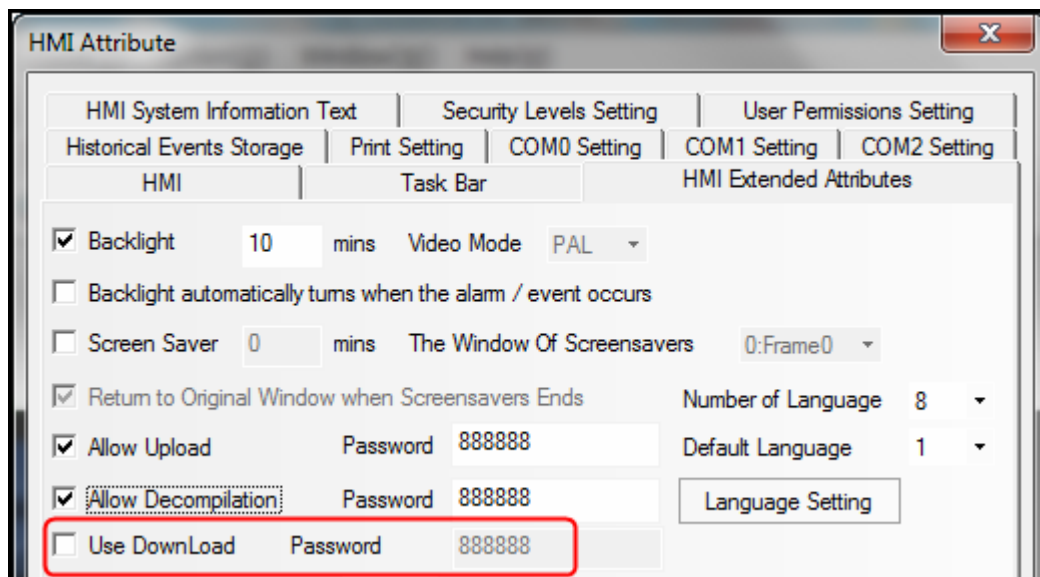 HMI Attribute
HMI System Information Text Security Levels Setting User Permissions Setting
Historical Events Storage Print Setting COM0 Setting COM1 Setting COM2 Setting
HMI Task Bar HMI Extended Attributes
Backlight 10 mins Video Mode PAL
Backlight automatically turns when the alarm / event occurs
Screen Saver 0 mins The Window Of Screensavers 0:Frame0
Return to Original Window when Screensavers Ends Number of Language 8
Allow Upload Password 888888 Default Language 1
Allow Decompilation Password 888888 Language Setting
Use DownLoad Password 888888